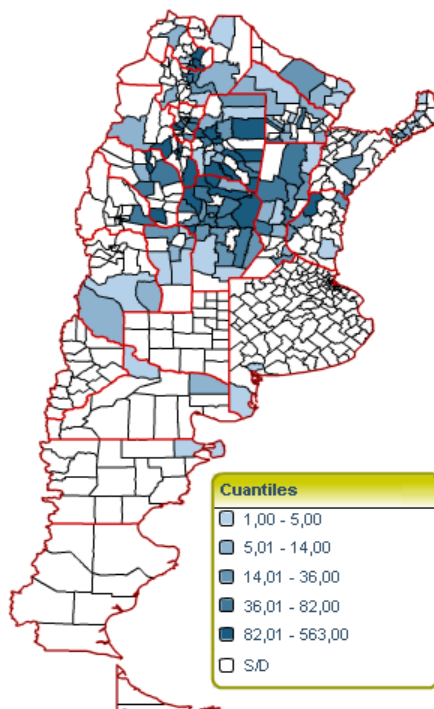 Cuantiles
1,00 - 5,00
5,01 - 14,00
14,01 - 36,00
36,01 - 82,00
82,01 - 563,00
S/D